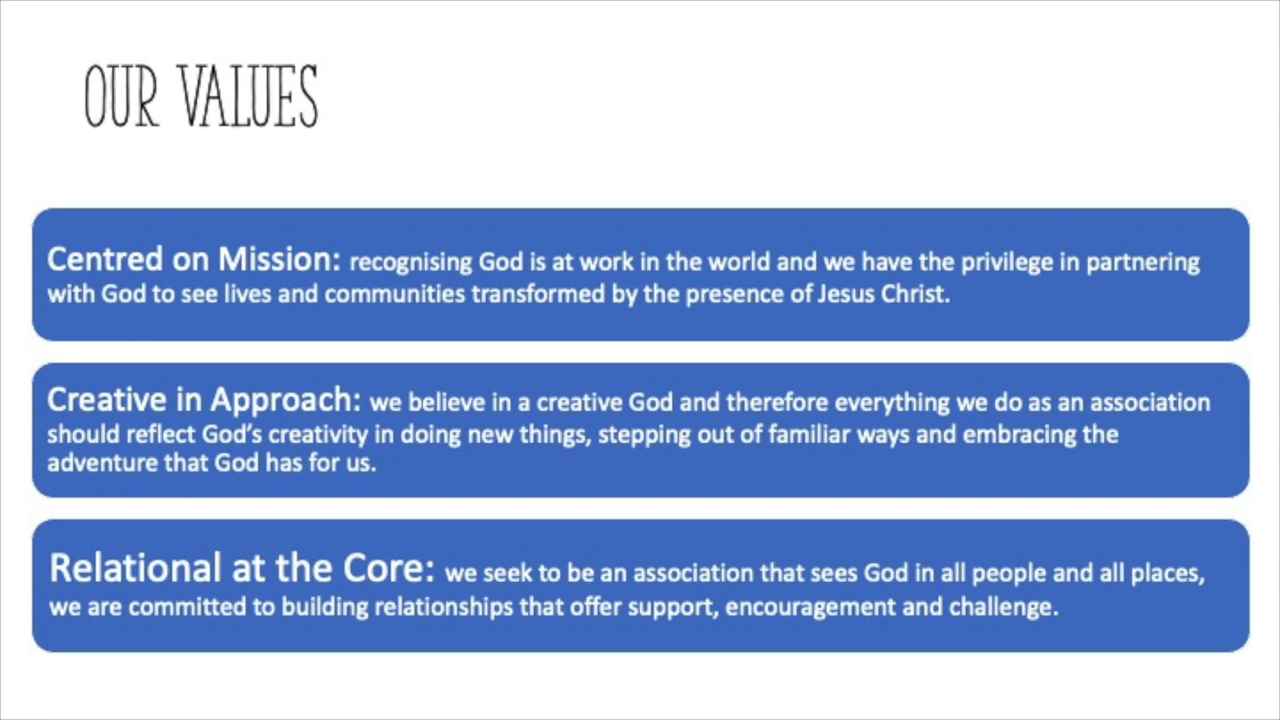 OUR VALUES
Centred on Mission: recognising God is at work in the world and we have the privilege in partnering
with God to see lives and communities transformed by the presence of Jesus Christ.
Creative in Approach: we believe in a creative God and therefore everything we do as an association
should reflect God’s creativity in doing new things, stepping out of familiar ways and embracing the
adventure that God has for us.
Relational at the Core: we seek to be an association that sees God in all people and all places,
we are committed to building relationships that offer support, encouragement and challenge.